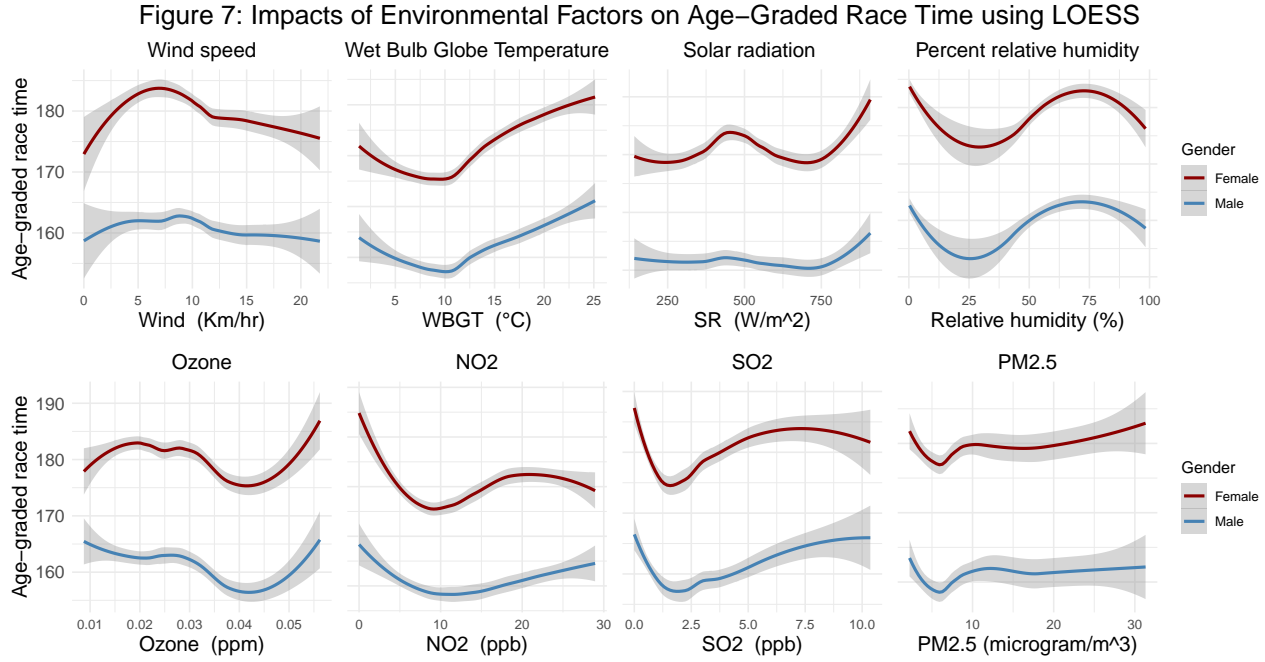 Figure 7: Impacts of Environmental Factors on Age−Graded Race Time using LOESS
Wind speed
Wet Bulb Globe Temperature
Solar radiation
Percent relative humidity
Age−graded race time
180
170
160
0 5 10 15 20
Wind (Km/hr)
5 10 15 20 25
WBGT (°C)
250 500 750
SR (W/m^2)
0 25 50 75 100
Relative humidity (%)
Gender
Female
Male
Ozone
NO2
SO2
PM2.5
Age−graded race time
190
180
170
160
0.01 0.02 0.03 0.04 0.05
Ozone (ppm)
0 10 20 30
NO2 (ppb)
0.0 2.5 5.0 7.5 10.0
SO2 (ppb)
10 20 30
PM2.5 (microgram/m^3)
Gender
Female
Male